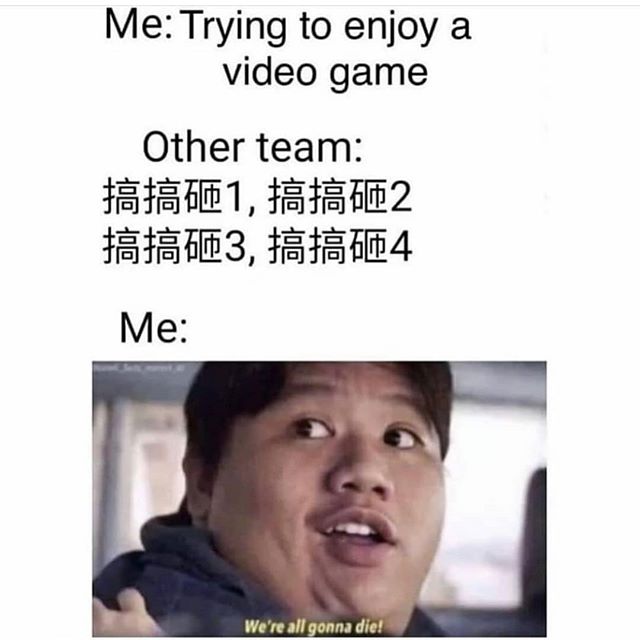 Me: Trying to enjoy a
video game
Other team:
搞搞砸1, 搞搞砸2
搞搞砸3, 搞搞砸4
Me:
We're all gonna die!